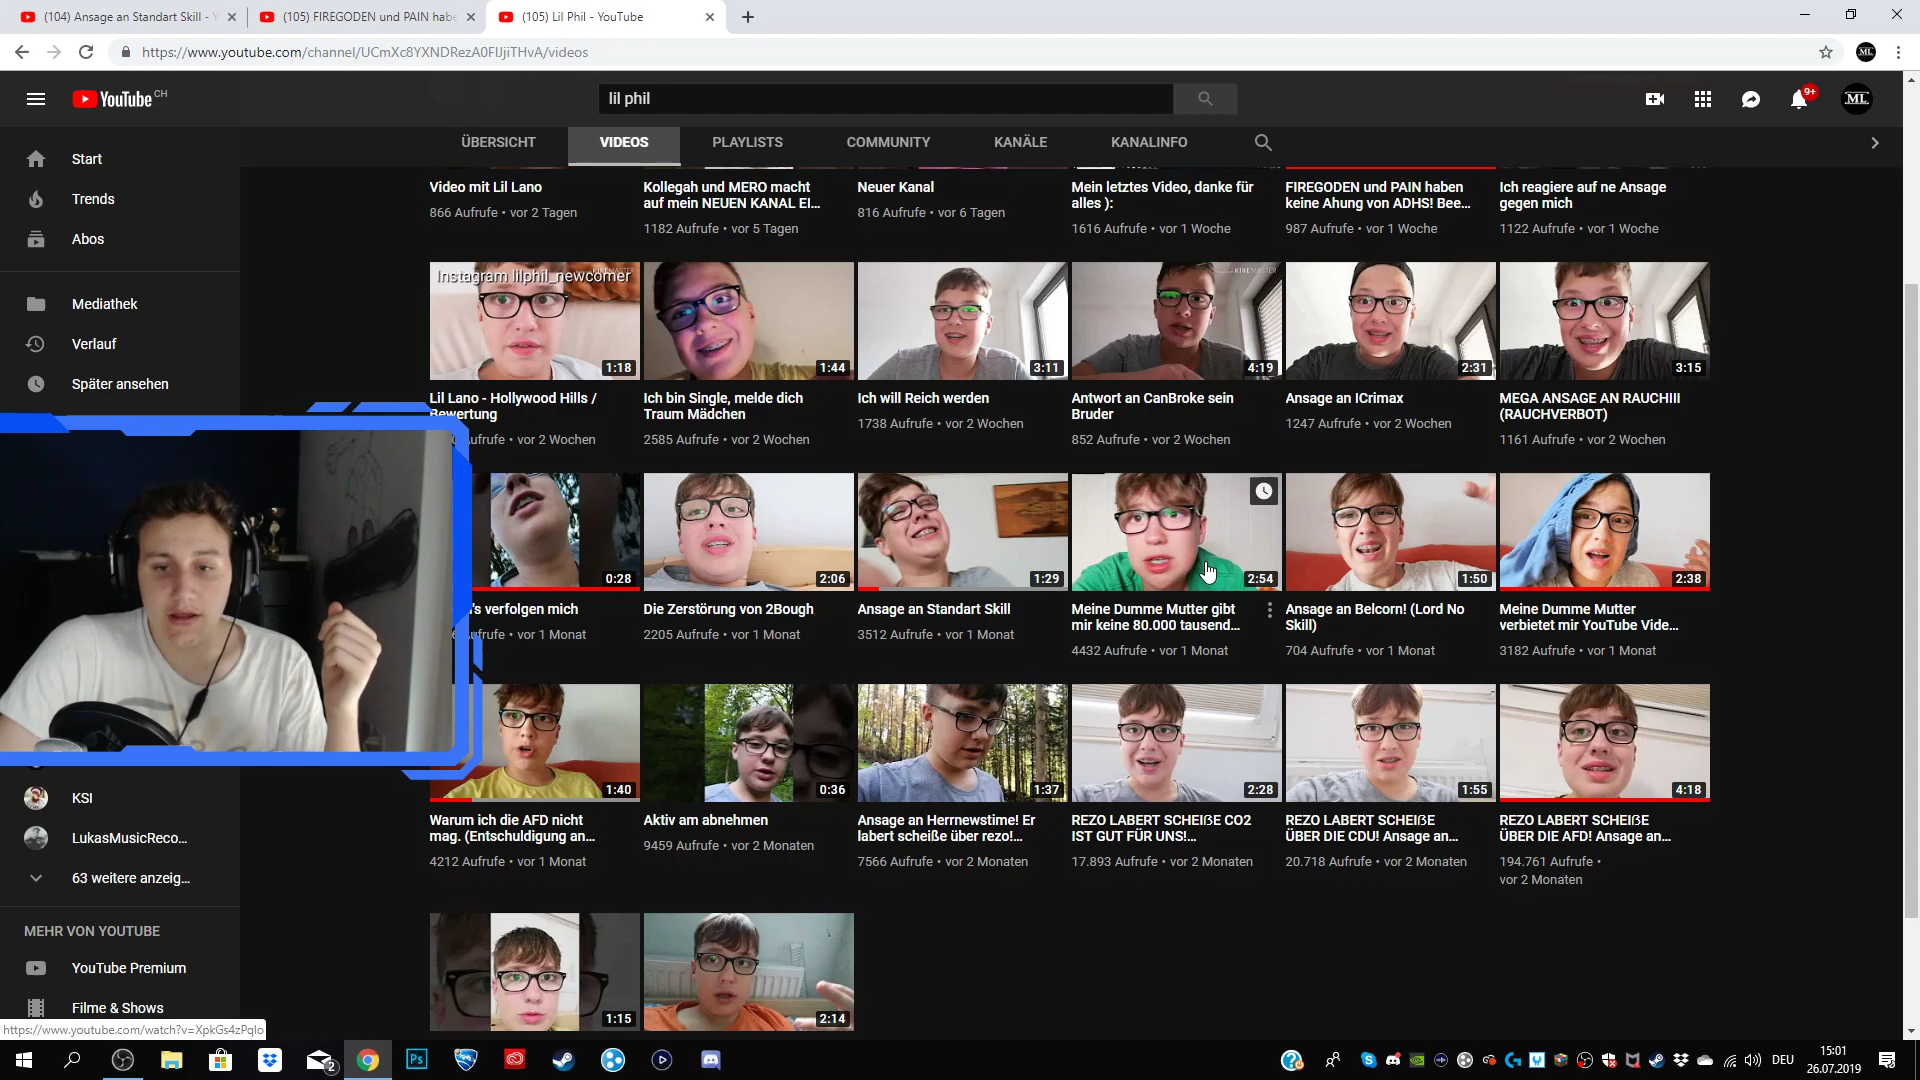 (104) Ansage an Standart Skill - Y
(105) FIREGODEN und PAIN habe
(105) Lil Phil - YouTube
https://www.youtube.com/channel/UCmXc8YXNDRezA0FIJjiTHvA/videos
ML
YouTube CH
lil phil
9+
ML
ÜBERSICHT
VIDEOS
PLAYLISTS
COMMUNITY
KANÄLE
KANALINFO
Start
Trends
Abos
Mediathek
Verlauf
Später ansehen
Video mit Lil Lano
866 Aufrufe • vor 2 Tagen
Kollegah und MERO macht
auf mein NEUEN KANAL EI...
1182 Aufrufe • vor 5 Tagen
Neuer Kanal
816 Aufrufe • vor 6 Tagen
Mein letztes Video, danke für
alles ):
1616 Aufrufe • vor 1 Woche
FIREGODEN und PAIN haben
keine Ahung von ADHS! Bee...
987 Aufrufe • vor 1 Woche
Ich reagiere auf ne Ansage
gegen mich
1122 Aufrufe • vor 1 Woche
Instagram lilphil_newcomer
KINEMASTER
1:18
1:44
3:11
KINEMASTER
4:19
2:31
3:15
Lil Lano - Hollywood Hills /
Bewertung
Aufrufe • vor 2 Wochen
Ich bin Single, melde dich
Traum Mädchen
2585 Aufrufe • vor 2 Wochen
Ich will Reich werden
1738 Aufrufe • vor 2 Wochen
Antwort an CanBroke sein
Bruder
852 Aufrufe • vor 2 Wochen
Ansage an ICrimax
1247 Aufrufe • vor 2 Wochen
MEGA ANSAGE AN RAUCHIII
(RAUCHVERBOT)
1161 Aufrufe • vor 2 Wochen
0:28
2:06
1:29
2:54
1:50
2:38
's verfolgen mich
Aufrufe • vor 1 Monat
Die Zerstörung von 2Bough
2205 Aufrufe • vor 1 Monat
Ansage an Standart Skill
3512 Aufrufe • vor 1 Monat
Meine Dumme Mutter gibt
mir keine 80.000 tausend...
4432 Aufrufe • vor 1 Monat
Ansage an Belcorn! (Lord No
Skill)
704 Aufrufe • vor 1 Monat
Meine Dumme Mutter
verbietet mir YouTube Vide...
3182 Aufrufe • vor 1 Monat
1:40
0:36
1:37
2:28
1:55
4:18
Warum ich die AFD nicht
mag. (Entschuldigung an...
4212 Aufrufe • vor 1 Monat
Aktiv am abnehmen
9459 Aufrufe • vor 2 Monaten
Ansage an Herrnewstime! Er
labert scheiße über rezo!...
7566 Aufrufe • vor 2 Monaten
REZO LABERT SCHEIẞE CO2
IST GUT FÜR UNS!...
17.893 Aufrufe • vor 2 Monaten
REZO LABERT SCHEIẞE
ÜBER DIE CDU! Ansage an...
20.718 Aufrufe • vor 2 Monaten
REZO LABERT SCHEIẞE
ÜBER DIE AFD! Ansage an...
194.761 Aufrufe •
vor 2 Monaten
1:15
2:14
KSI
LukasMusicReco...
63 weitere anzeig...
MEHR VON YOUTUBE
YouTube Premium
Filme & Shows
https://www.youtube.com/watch?v=XpkGs4zPqIo
2
Ps
DEU
15:01
26.07.2019